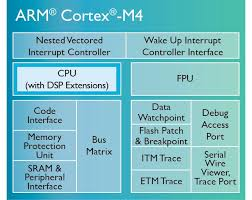 ARM® Cortex®-M4
Nested Vectored
Interrupt Controller
Wake Up Interrupt
Controller Interface
CPU
(with DSP Extensions)
FPU
Code
Interface
Memory
Protection
Unit
SRAM &
Peripheral
Interface
Bus
Matrix
Data
Watchpoint
Flash Patch
& Breakpoint
ITM Trace
ETM Trace
Debug
Access
Port
Serial
Wire
Viewer,
Trace Port